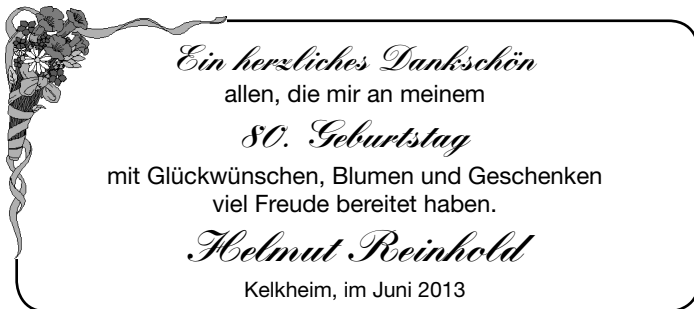 Ein herzliches Dankschön
allen, die mir an meinem
80. Geburtstag
mit Glückwünschen, Blumen und Geschenken
viel Freude bereitet haben.
Helmut Reinhold
Kelkheim, im Juni 2013